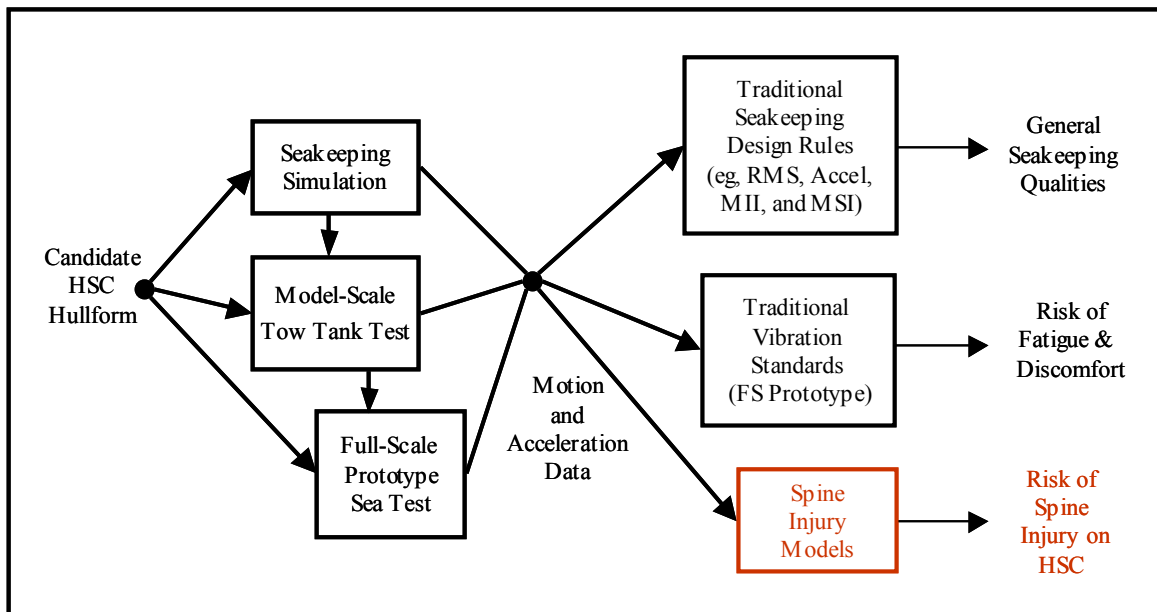 Candidate
HSC
Hullform
Seakeeping
Simulation
Model-Scale
Tow Tank Test
Full-Scale
Prototype
Sea Test
Motion
and
Acceleration
Data
Traditional
Seakeeping
Design Rules
(eg, RMS, Accel,
MII, and MSI)
General
Seakeeping
Qualities
Traditional
Vibration
Standards
(FS Prototype)
Risk of
Fatigue &
Discomfort
Spine
Injury
Models
Risk of
Spine
Injury on
HSC